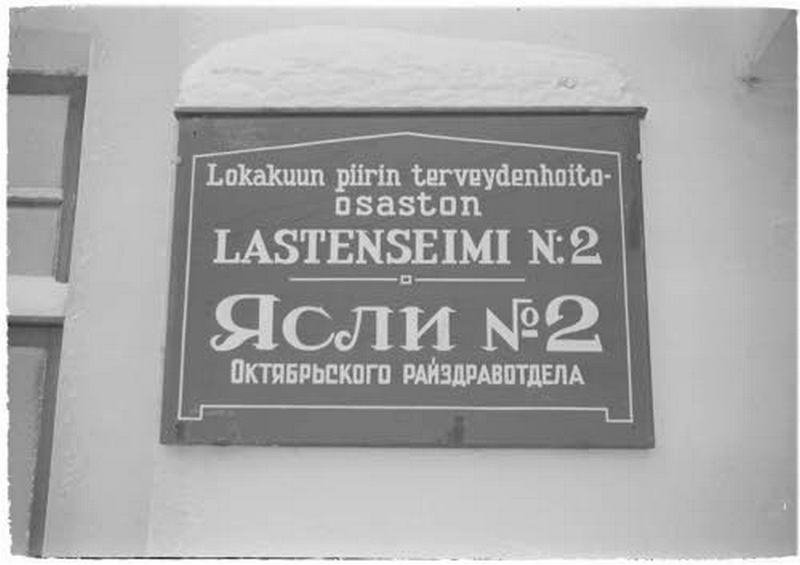 Lokakuun piirin terveydenhoito-
osaston
LASTENSEIMI N:2
Ясли №2
Октябрьского райздравотдела